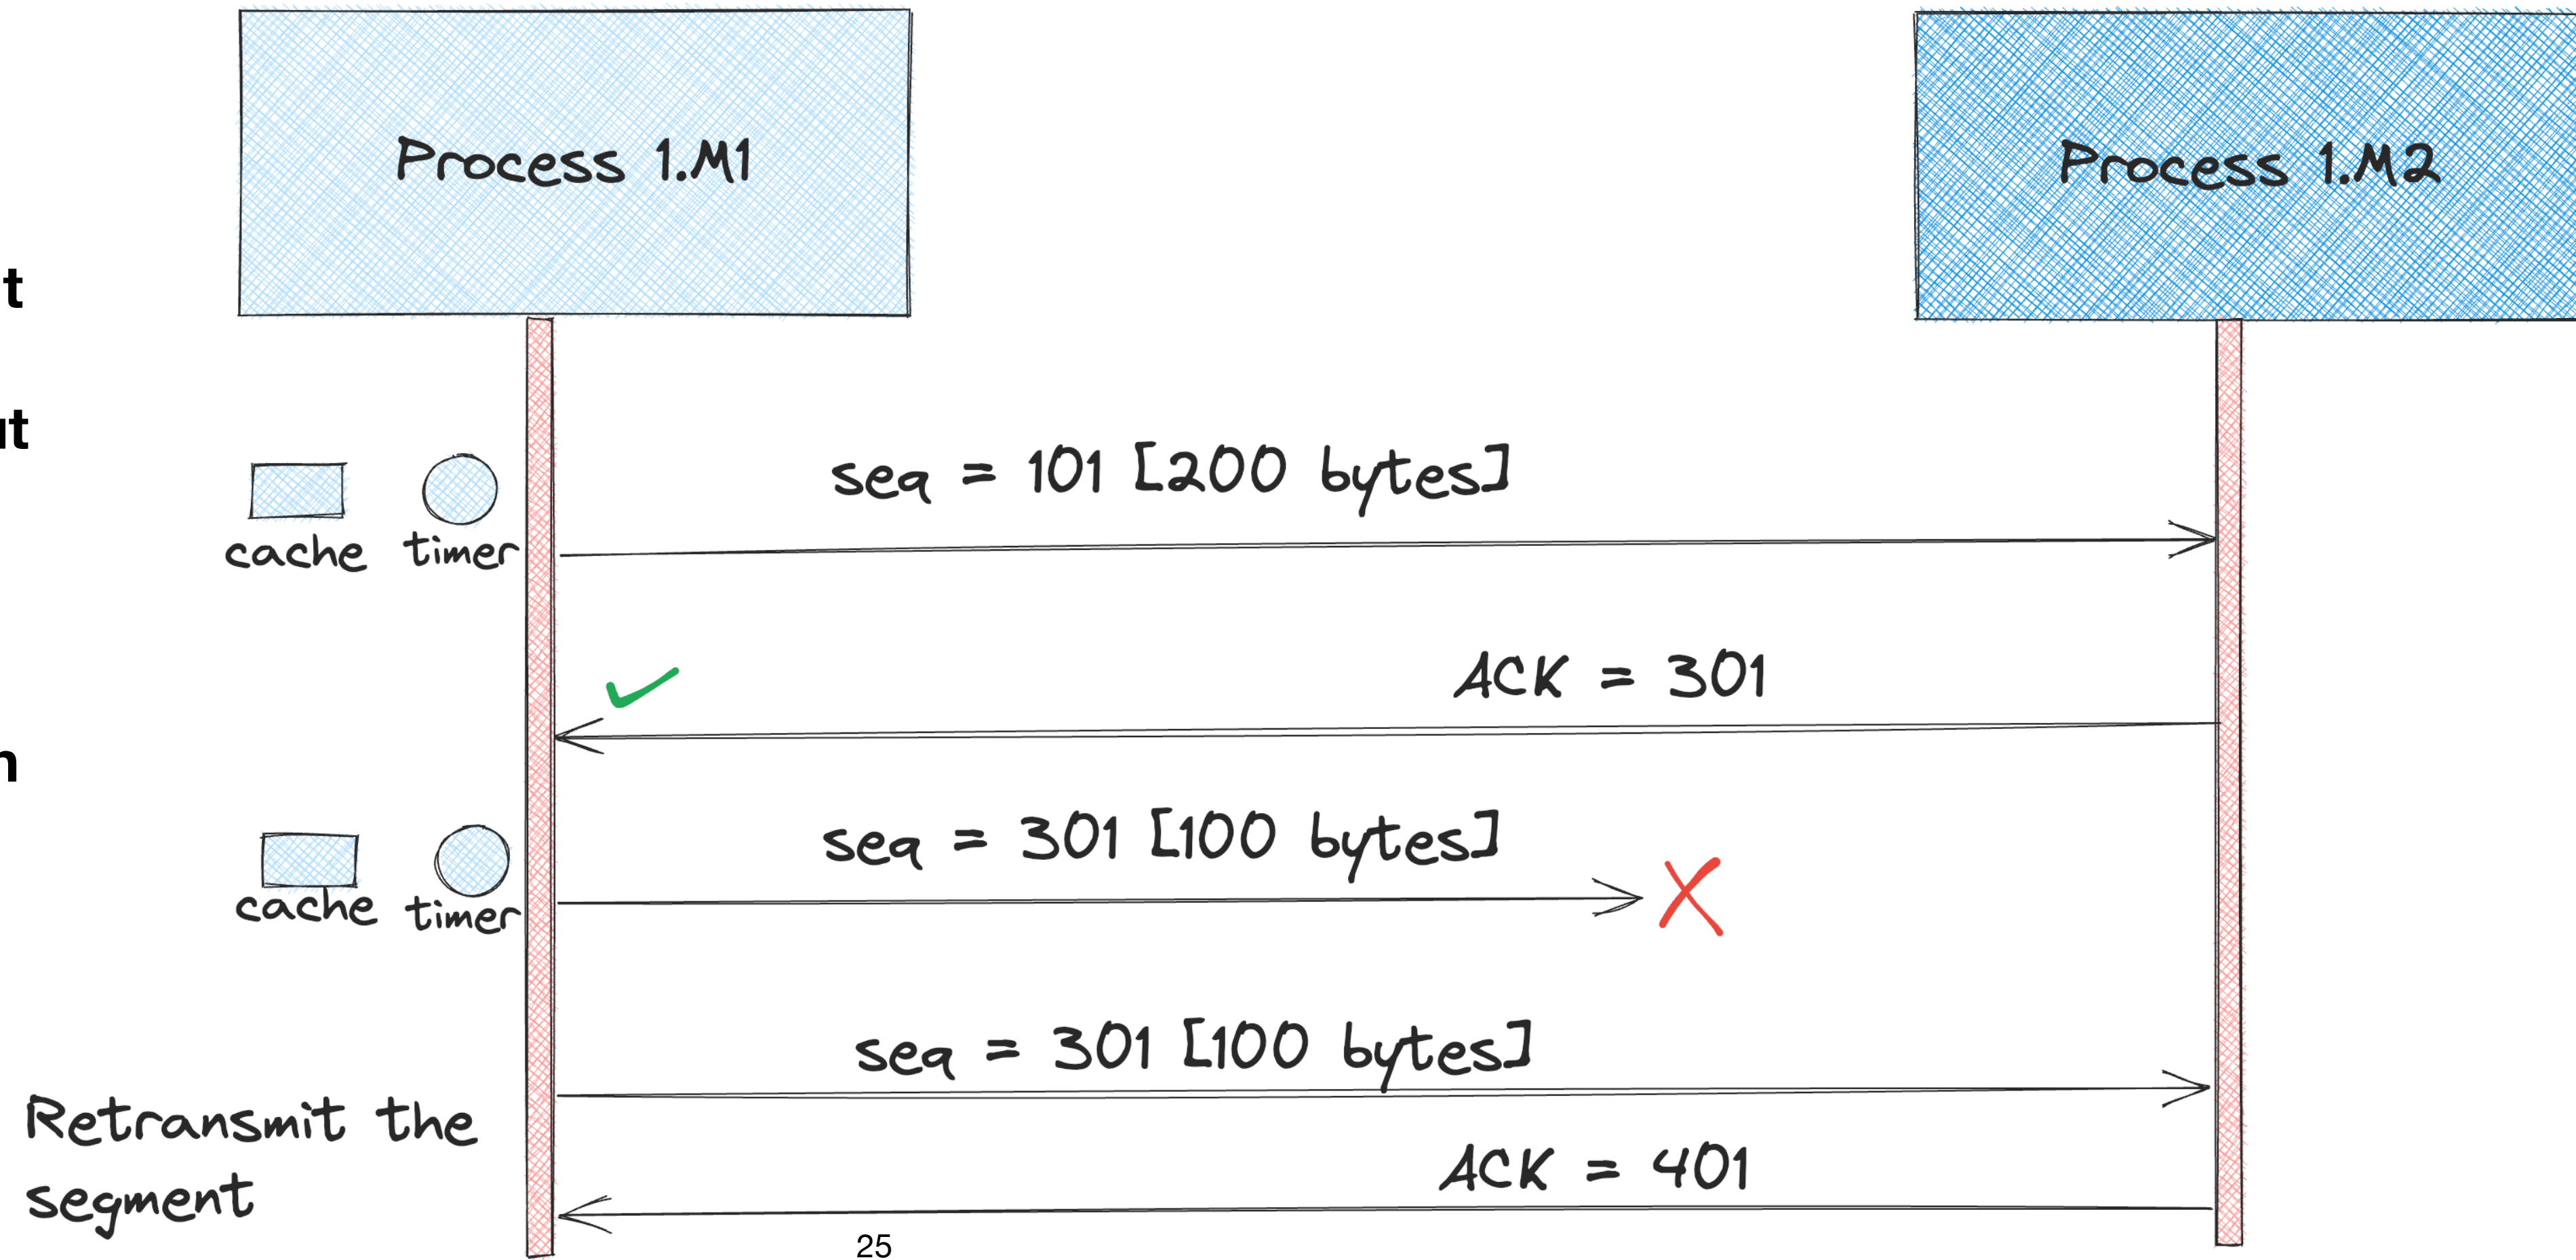 Process 1.M1
Process 1.M2
t
ut
seq = 101 [200 bytes]
cache timer
ACK = 301
n
seq = 301 [100 bytes]
cache timer
seq = 301 [100 bytes]
Retransmit the
segment
ACK = 401
25